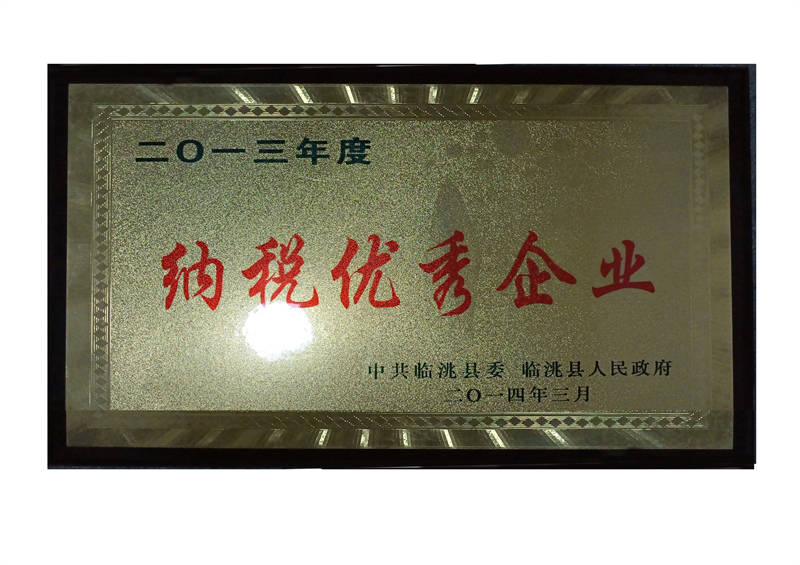 二〇一三年度
纳税优秀企业
中共临洮县委 临洮县人民政府
二〇一四年三月